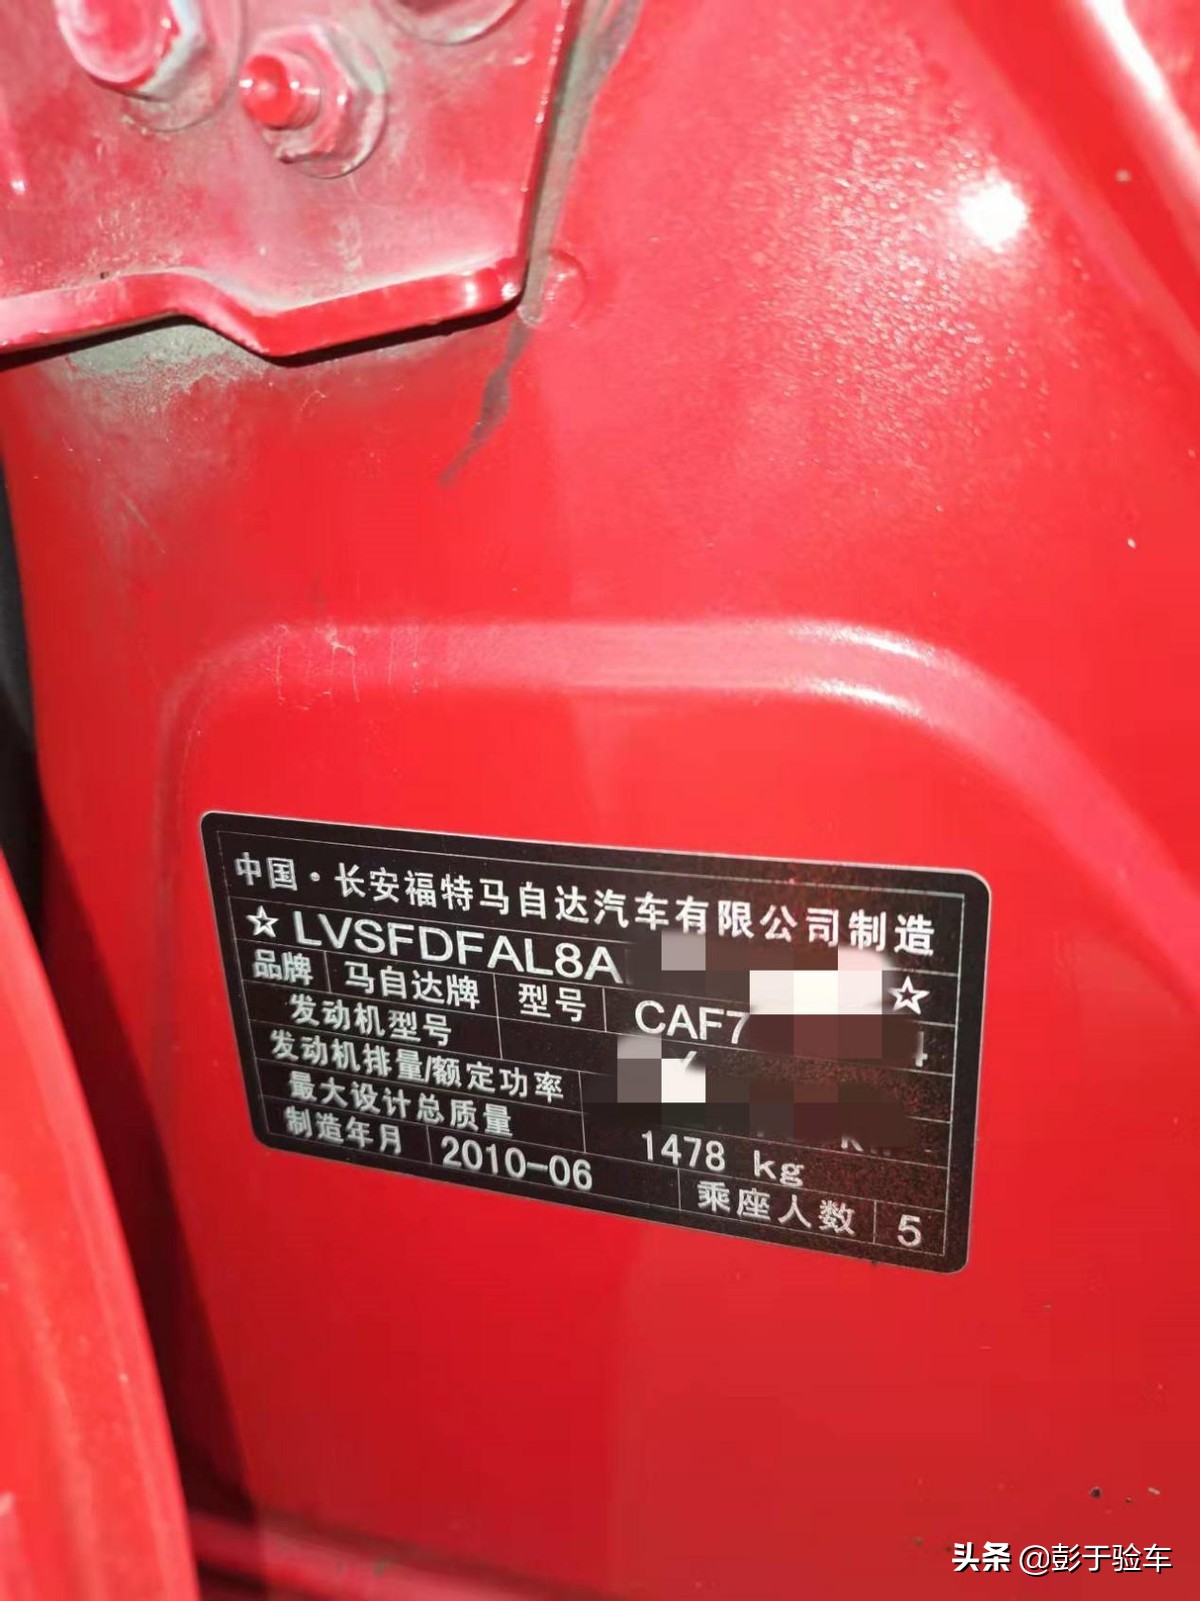 中国·长安福特马自达汽车有限公司制造
☆LVSFDFAL8A ☆
品牌 马自达牌 型号 CAF7
发动机型号
发动机排量/额定功率
最大设计总质量 1478 kg
制造年月 2010-06 乘座人数 5
头条 @彭于验车